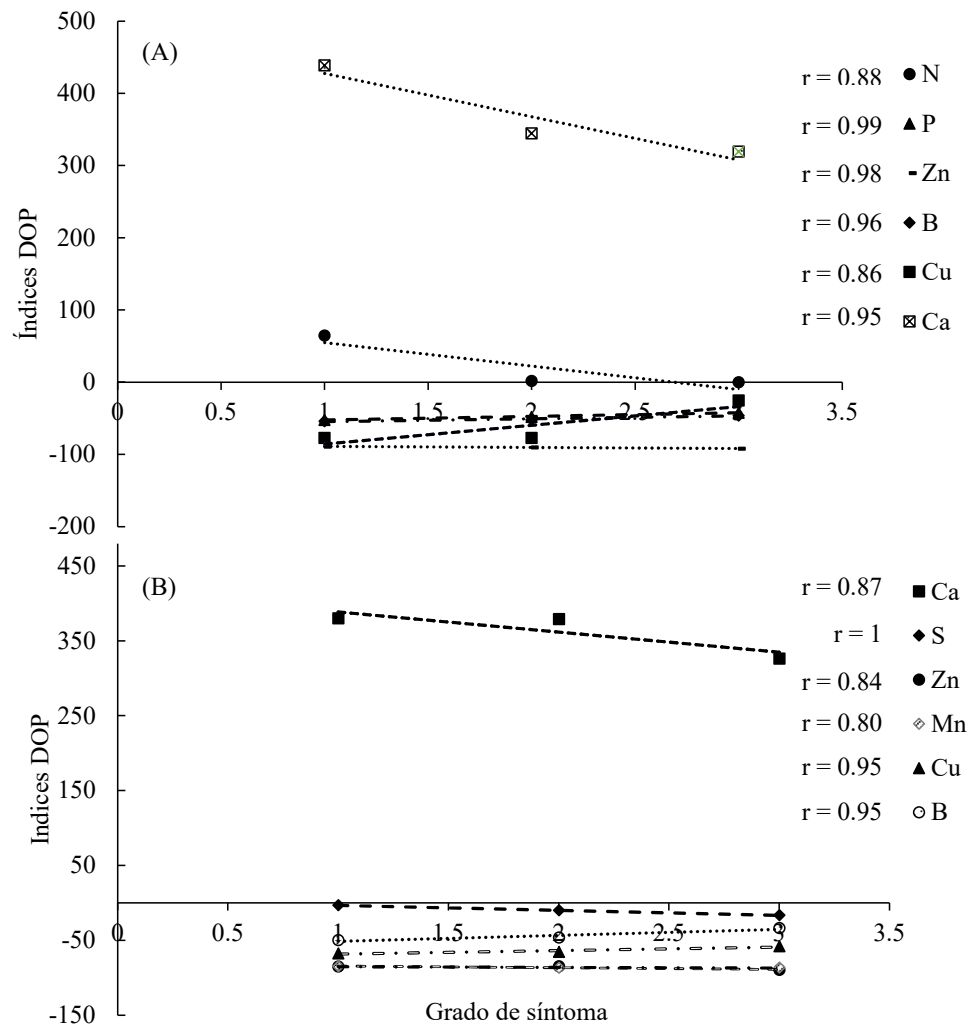 500
400
300
200
100
0
-100
-200
0
0.5
1
1.5
2
2.5
3
3.5
(A)
Índices DOP
r = 0.88 N
r = 0.99 P
r = 0.98 Zn
r = 0.96 B
r = 0.86 Cu
r = 0.95 Ca
450
350
250
150
50
-50
-150
0
0.5
1
1.5
2
2.5
3
3.5
(B)
Indices DOP
r = 0.87 Ca
r = 1 S
r = 0.84 Zn
r = 0.80 Mn
r = 0.95 Cu
r = 0.95 B
Grado de síntoma